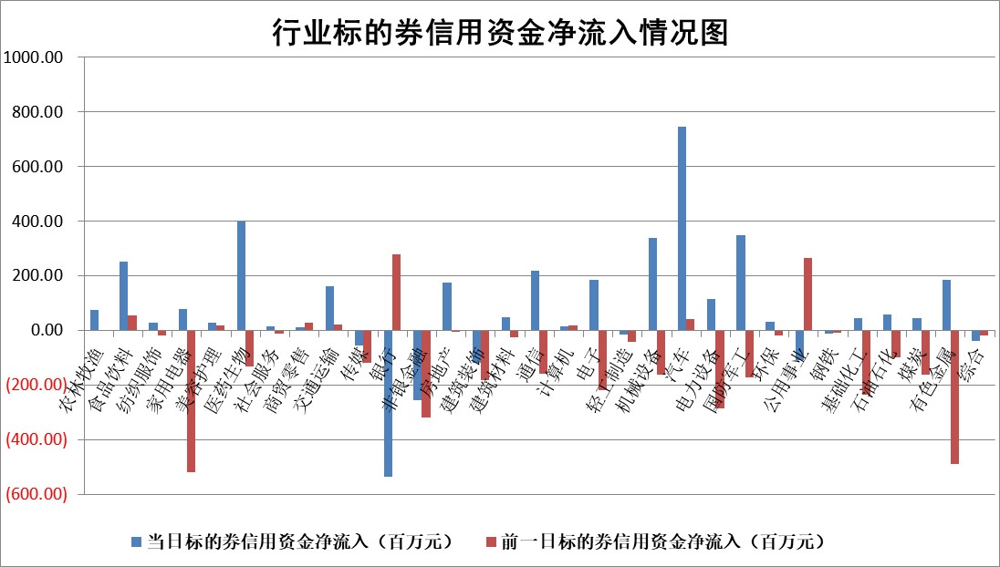 行业标的券信用资金净流入情况图
1000.00
800.00
600.00
400.00
200.00
0.00
(200.00)
(400.00)
(600.00)
农林牧渔
食品饮料
纺织服饰
家用电器
美容护理
医药生物
社会服务
商贸零售
交通运输
传媒
银行
非银金融
房地产
建筑装饰
建筑材料
通信
计算机
电子
轻工制造
机械设备
汽车
电力设备
国防军工
环保
公用事业
钢铁
基础化工
石油石化
煤炭
有色金属
综合
当日标的券信用资金净流入（百万元）
前一日标的券信用资金净流入（百万元）